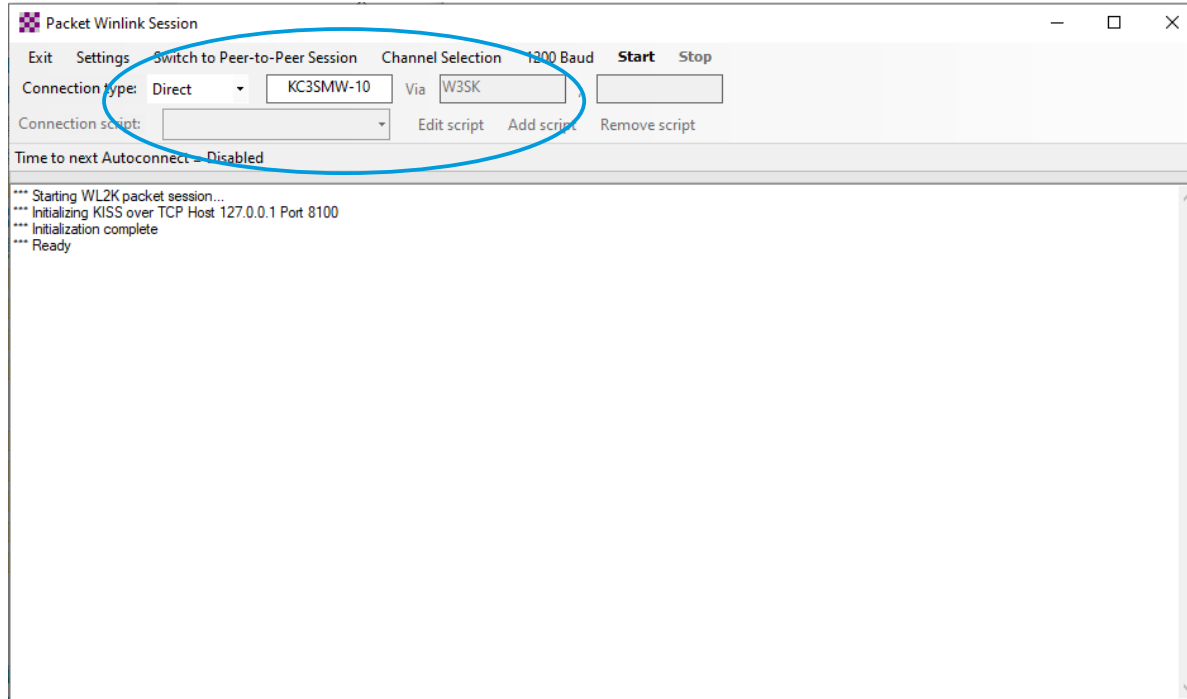 Packet Winlink Session
Exit Settings Switch to Peer-to-Peer Session Channel Selection 1200 Baud Start Stop
Connection type: Direct KC3SMW-10 Via W3SK ,
Connection script: Edit script Add script Remove script
Time to next Autoconnect = Disabled
*** Starting WL2K packet session...
*** Initializing KISS over TCP Host 127.0.0.1 Port 8100
*** Initialization complete
*** Ready